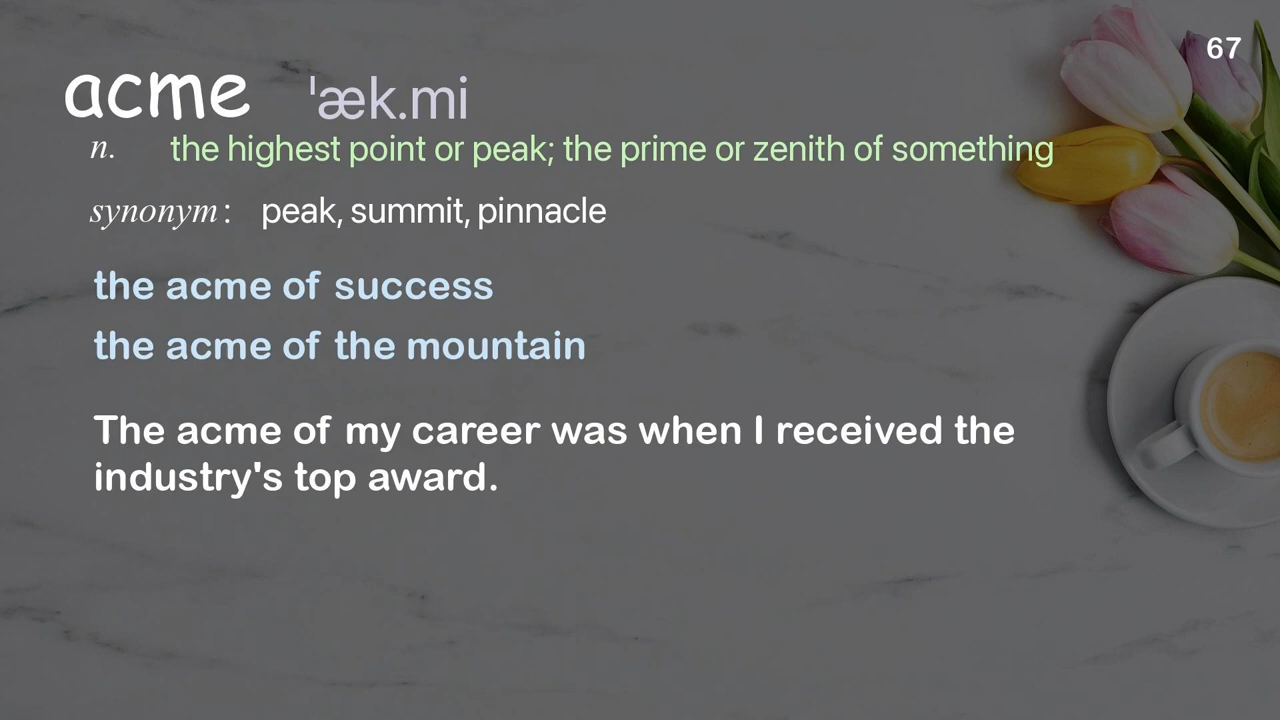 67
acme ˈæk.mi
n. the highest point or peak; the prime or zenith of something
synonym: peak, summit, pinnacle
the acme of success
the acme of the mountain
The acme of my career was when I received the
industry's top award.